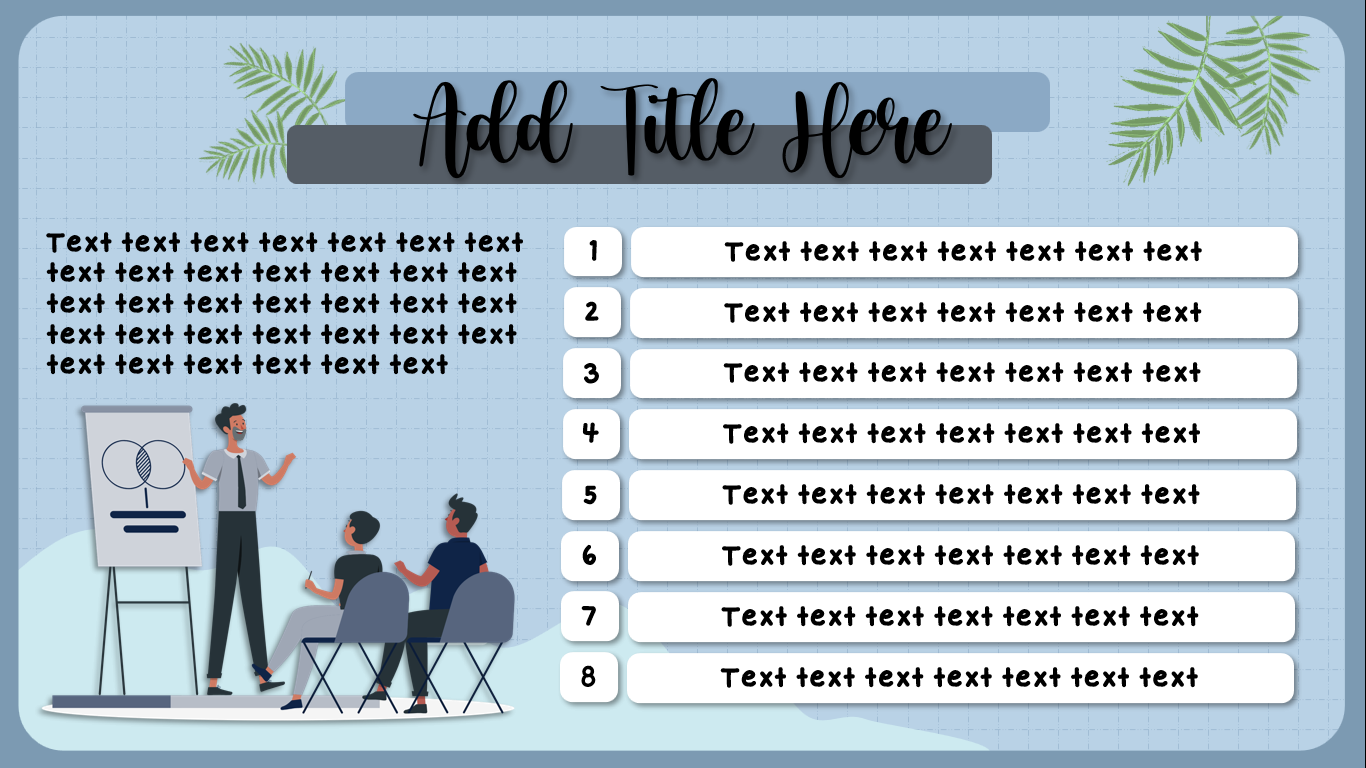 Add Title Here
Text text text text text text text
text text text text text text text
text text text text text text text
text text text text text text text
text text text text text text
1 Text text text text text text text
2 Text text text text text text text
3 Text text text text text text text
4 Text text text text text text text
5 Text text text text text text text
6 Text text text text text text text
7 Text text text text text text text
8 Text text text text text text text